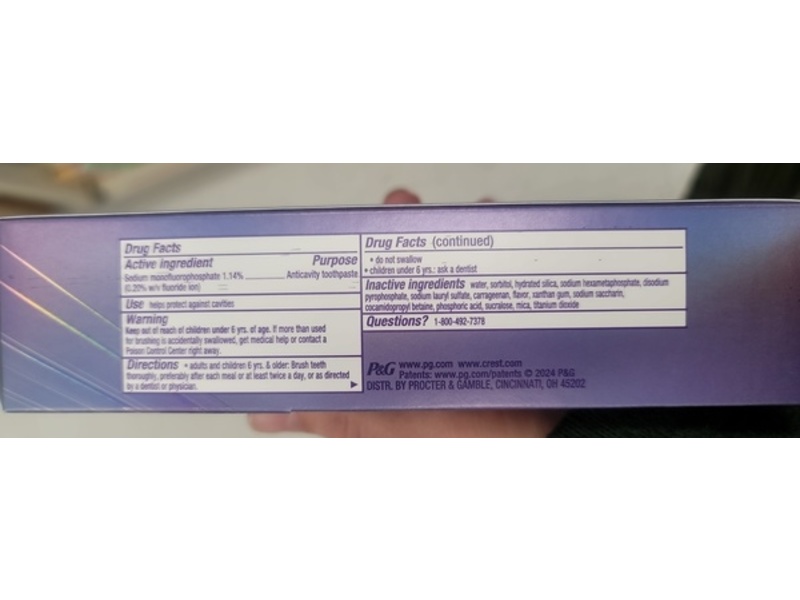 Drug Facts
Active ingredient Purpose
Sodium monofluorophosphate 1.14% Anticavity toothpaste
(0.20% w/v fluoride ion)
Use helps protect against cavities
Warning
Keep out of reach of children under 6 yrs. of age. If more than used
for brushing is accidentally swallowed, get medical help or contact a
Poison Control Center right away.
Directions • adults and children 6 yrs. & older: Brush teeth
thoroughly, preferably after each meal or at least twice a day, or as directed
by a dentist or physician.
Drug Facts (continued)
• do not swallow
• children under 6 yrs.: ask a dentist
Inactive ingredients water, sorbitol, hydrated silica, sodium hexametaphosphate, disodium
pyrophosphate, sodium lauryl sulfate, carrageenan, flavor, xanthan gum, sodium saccharin,
cocamidopropyl betaine, phosphoric acid, sucralose, mica, titanium dioxide
Questions? 1-800-492-7378
P&G www.pg.com www.crest.com
Patents: www.pg.com/patents © 2024 P&G
DISTR. BY PROCTER & GAMBLE, CINCINNATI, OH 45202